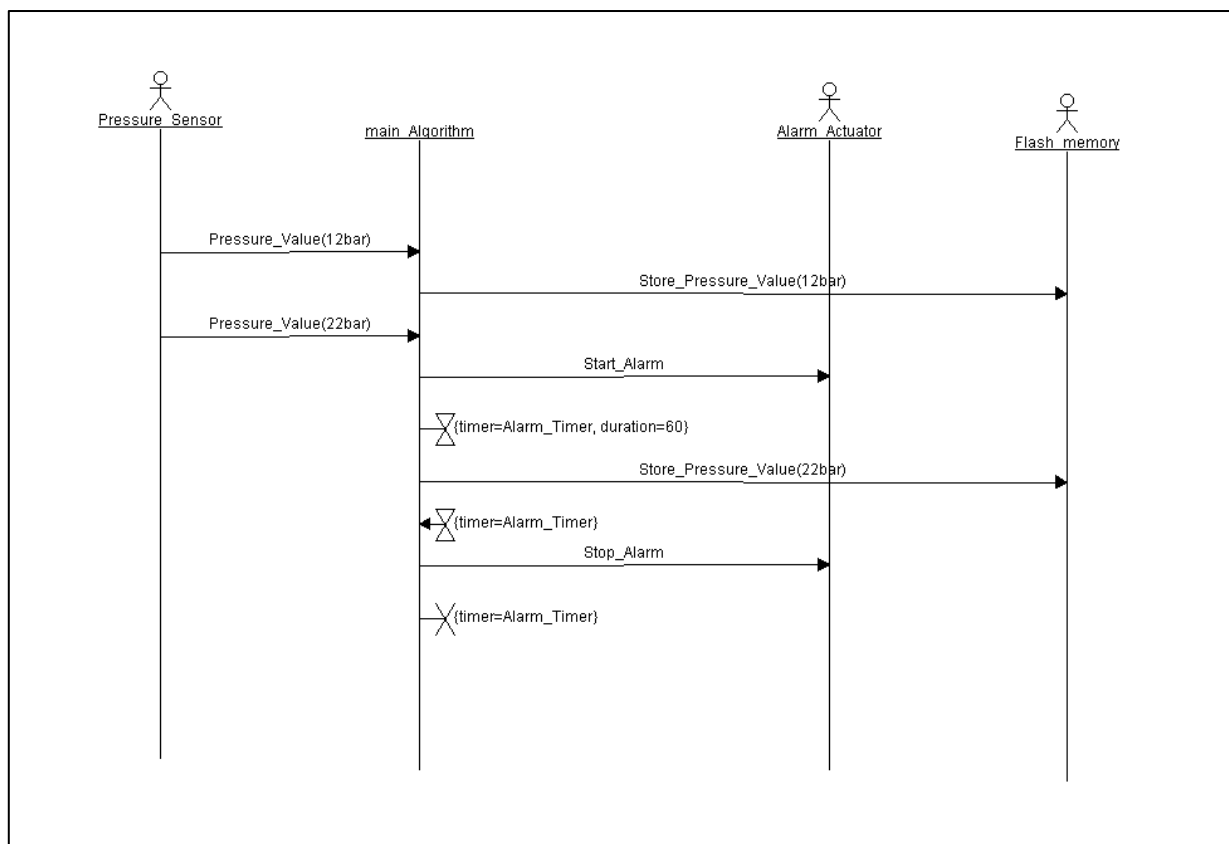 Pressure_Sensor
main_Algorithm
Alarm_Actuator
Flash_memory
Pressure_Value(12bar)
Store_Pressure_Value(12bar)
Pressure_Value(22bar)
Start_Alarm
{timer=Alarm_Timer, duration=60}
Store_Pressure_Value(22bar)
{timer=Alarm_Timer}
Stop_Alarm
{timer=Alarm_Timer}